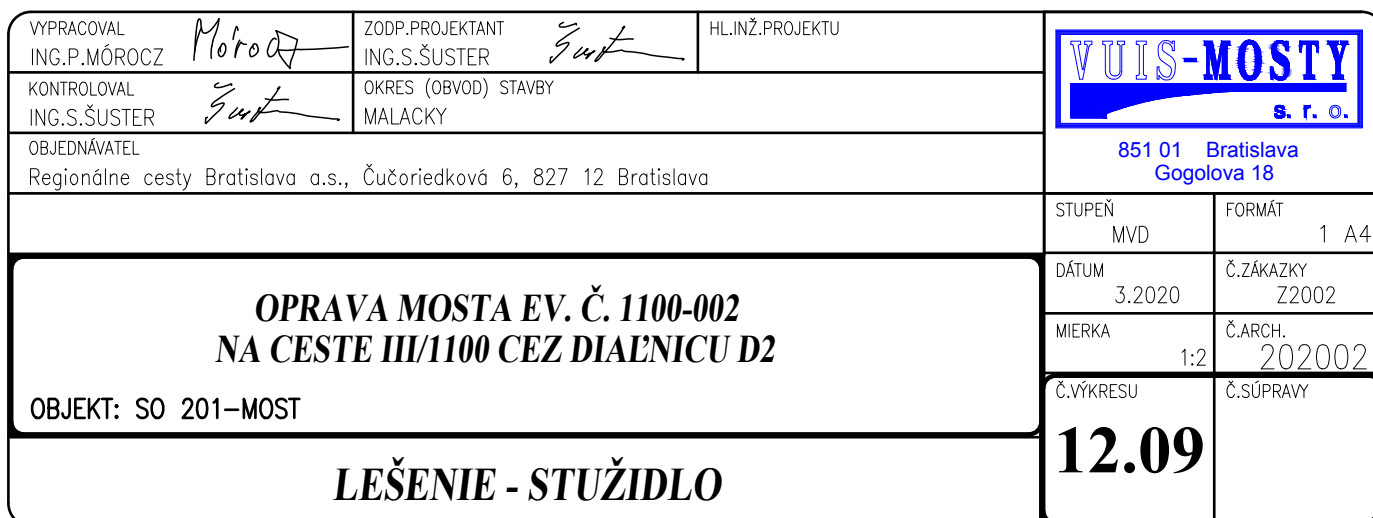 VYPRACOVAL
ING.P.MÓROCZ
Mórocz
ZODP.PROJEKTANT
ING.S.ŠUSTER
Šuster
HL.INŽ.PROJEKTU
KONTROLOVAL
ING.S.ŠUSTER
Šuster
OKRES (OBVOD) STAVBY
MALACKY
OBJEDNÁVATEL
Regionálne cesty Bratislava a.s., Čučoriedková 6, 827 12 Bratislava
VUIS-MOSTY
s. r. o.
851 01 Bratislava
Gogolova 18
STUPEŇ
MVD
FORMÁT
1 A4
DÁTUM
3.2020
Č.ZÁKAZKY
Z2002
MIERKA
1:2
Č.ARCH.
202002
OPRAVA MOSTA EV. Č. 1100-002
NA CESTE III/1100 CEZ DIAĽNICU D2
OBJEKT: SO 201-MOST
Č.VÝKRESU
12.09
Č.SÚPRAVY
LEŠENIE - STUŽIDLO